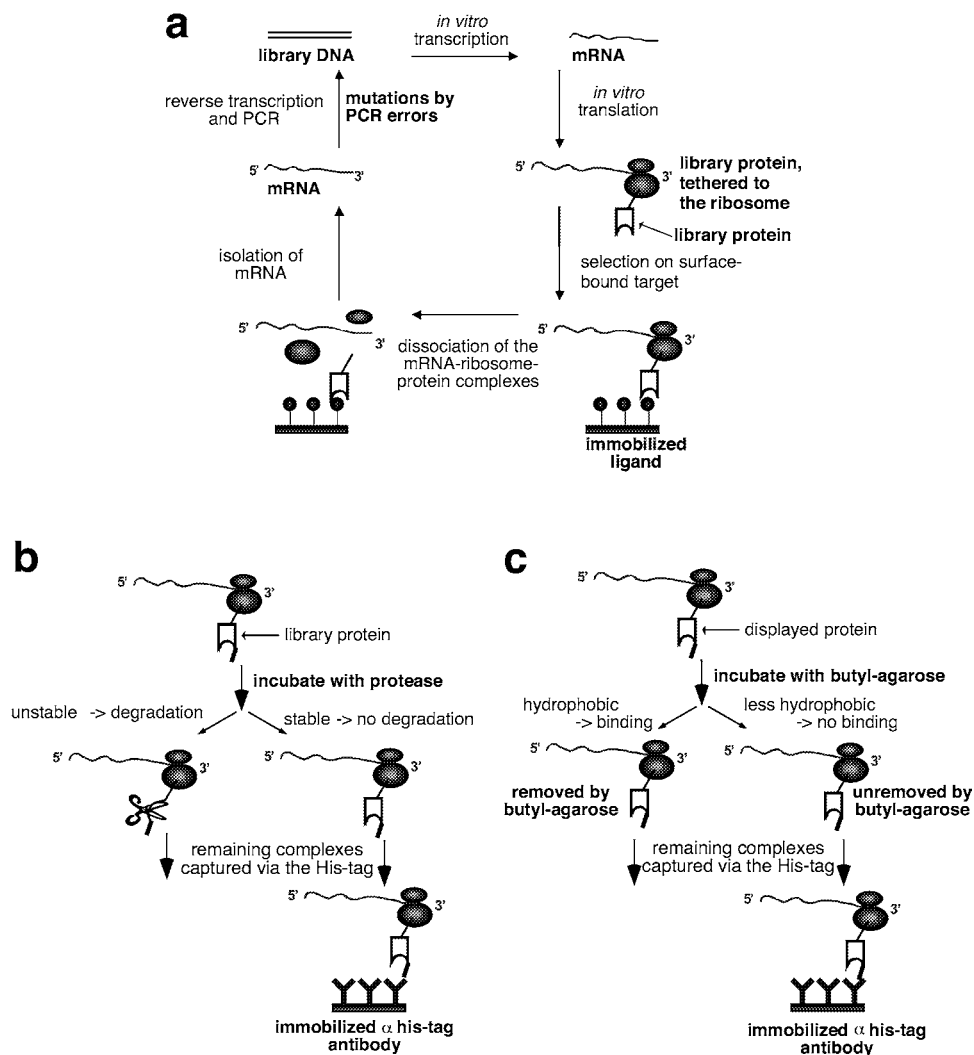 a
library DNA
in vitro
transcription
mRNA
reverse transcription
and PCR
mutations by
PCR errors
in vitro
translation
5'
3'
mRNA
5'
3'
library protein,
tethered to
the ribosome
library protein
isolation of
mRNA
selection on surface-
bound target
5'
3'
dissociation of the
mRNA-ribosome-
protein complexes
5'
3'
immobilized
ligand
b
5'
3'
library protein
incubate with protease
unstable -> degradation
stable -> no degradation
5'
3'
5'
3'
remaining complexes
captured via the His-tag
5'
3'
immobilized α his-tag
antibody
c
5'
3'
displayed protein
incubate with butyl-agarose
hydrophobic
-> binding
less hydrophobic
-> no binding
5'
3'
5'
3'
removed by
butyl-agarose
unremoved by
butyl-agarose
remaining complexes
captured via the His-tag
5'
3'
immobilized α his-tag
antibody